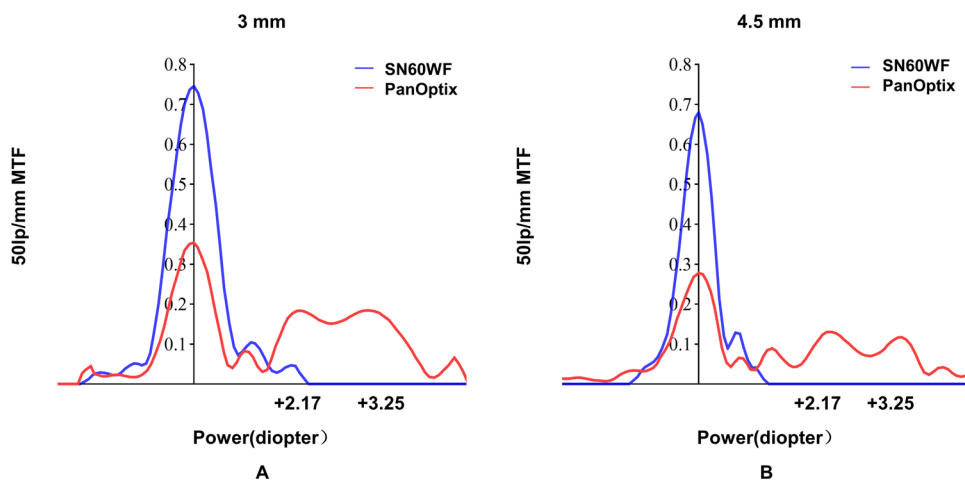 3 mm
SN60WF
PanOptix
0.8
0.7
0.6
0.5
0.4
0.3
0.2
0.1
50lp/mm MTF
+2.17
+3.25
Power(diopter）
A
4.5 mm
SN60WF
PanOptix
0.8
0.7
0.6
0.5
0.4
0.3
0.2
0.1
50lp/mm MTF
+2.17
+3.25
Power(diopter）
B